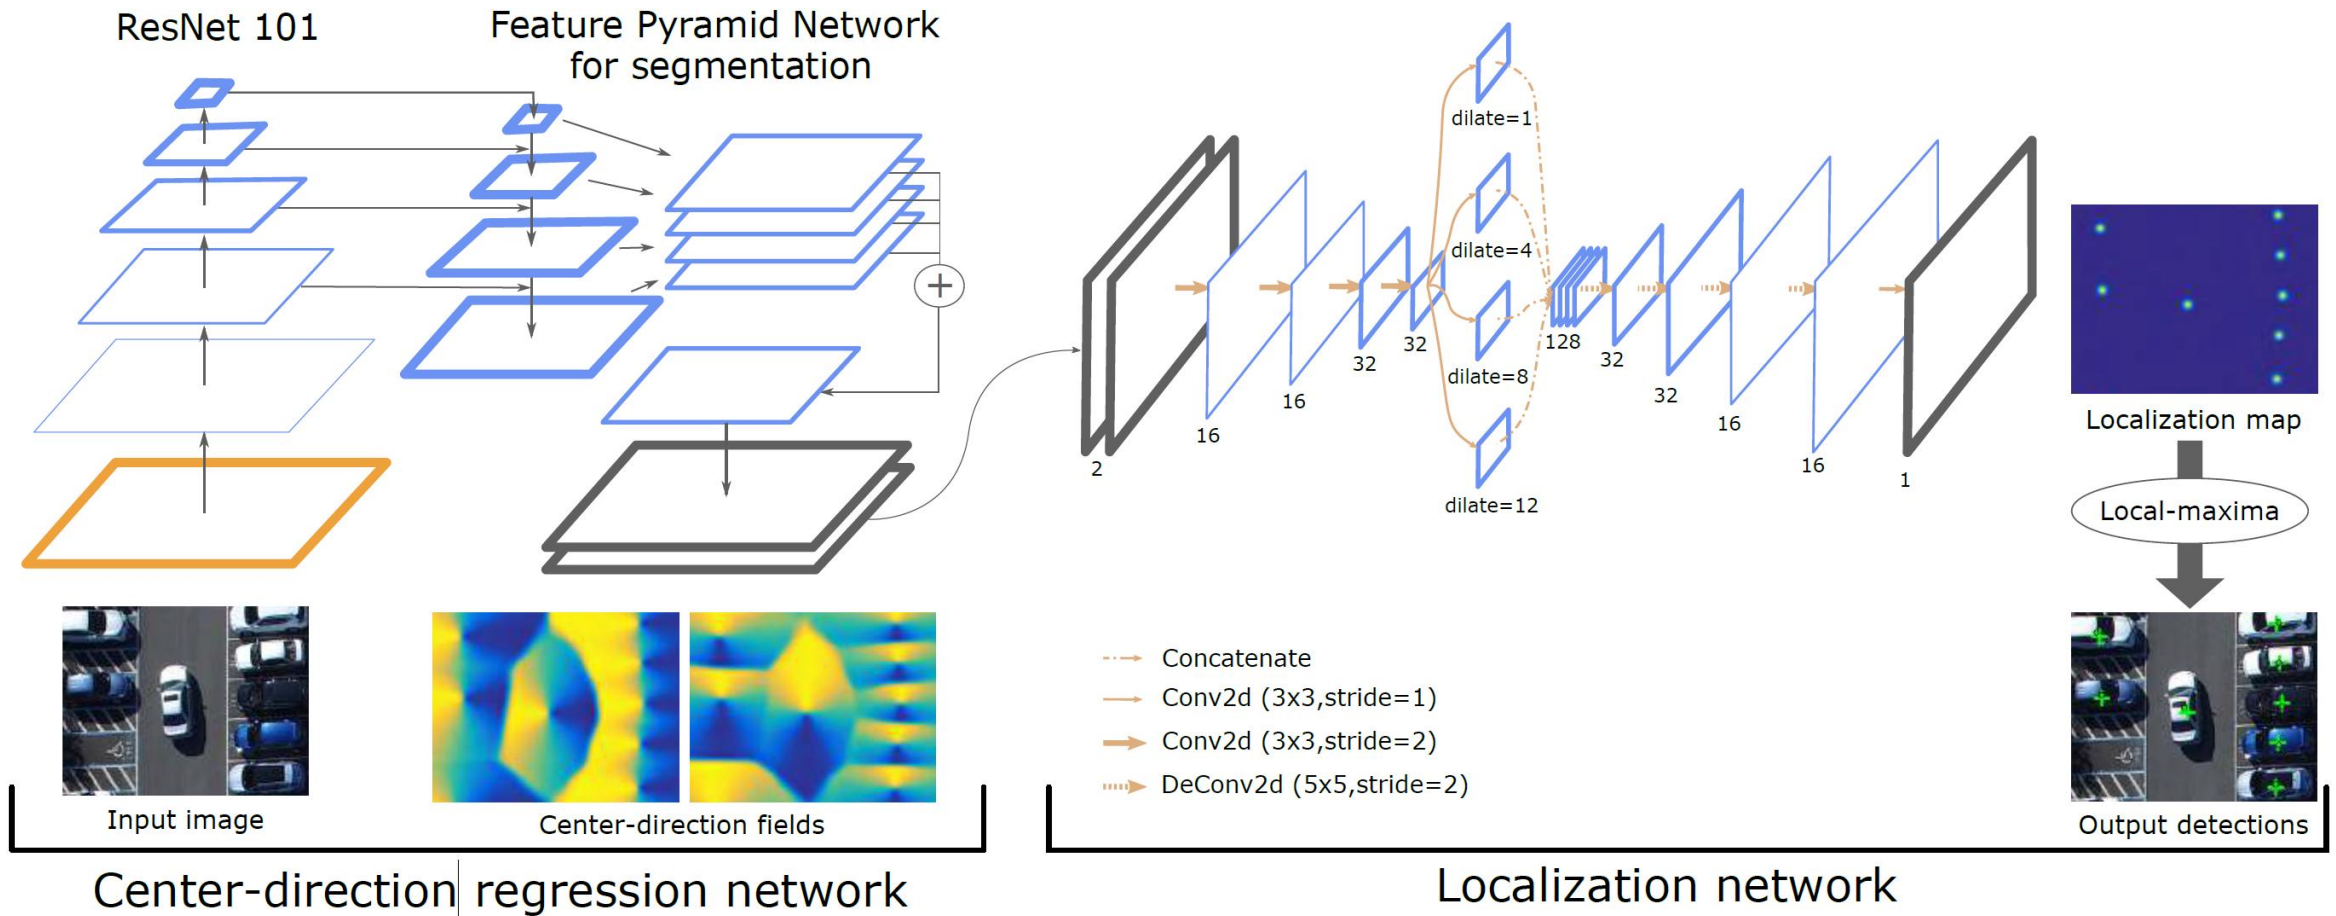 ResNet 101
Feature Pyramid Network
for segmentation
+
dilate=1
dilate=4
dilate=8
dilate=12
2
16
16
32
32
128
32
32
16
16
1
Localization map
Local-maxima
Concatenate
Conv2d (3x3,stride=1)
Conv2d (3x3,stride=2)
DeConv2d (5x5,stride=2)
Input image
Center-direction fields
Output detections
Center-direction regression network
Localization network